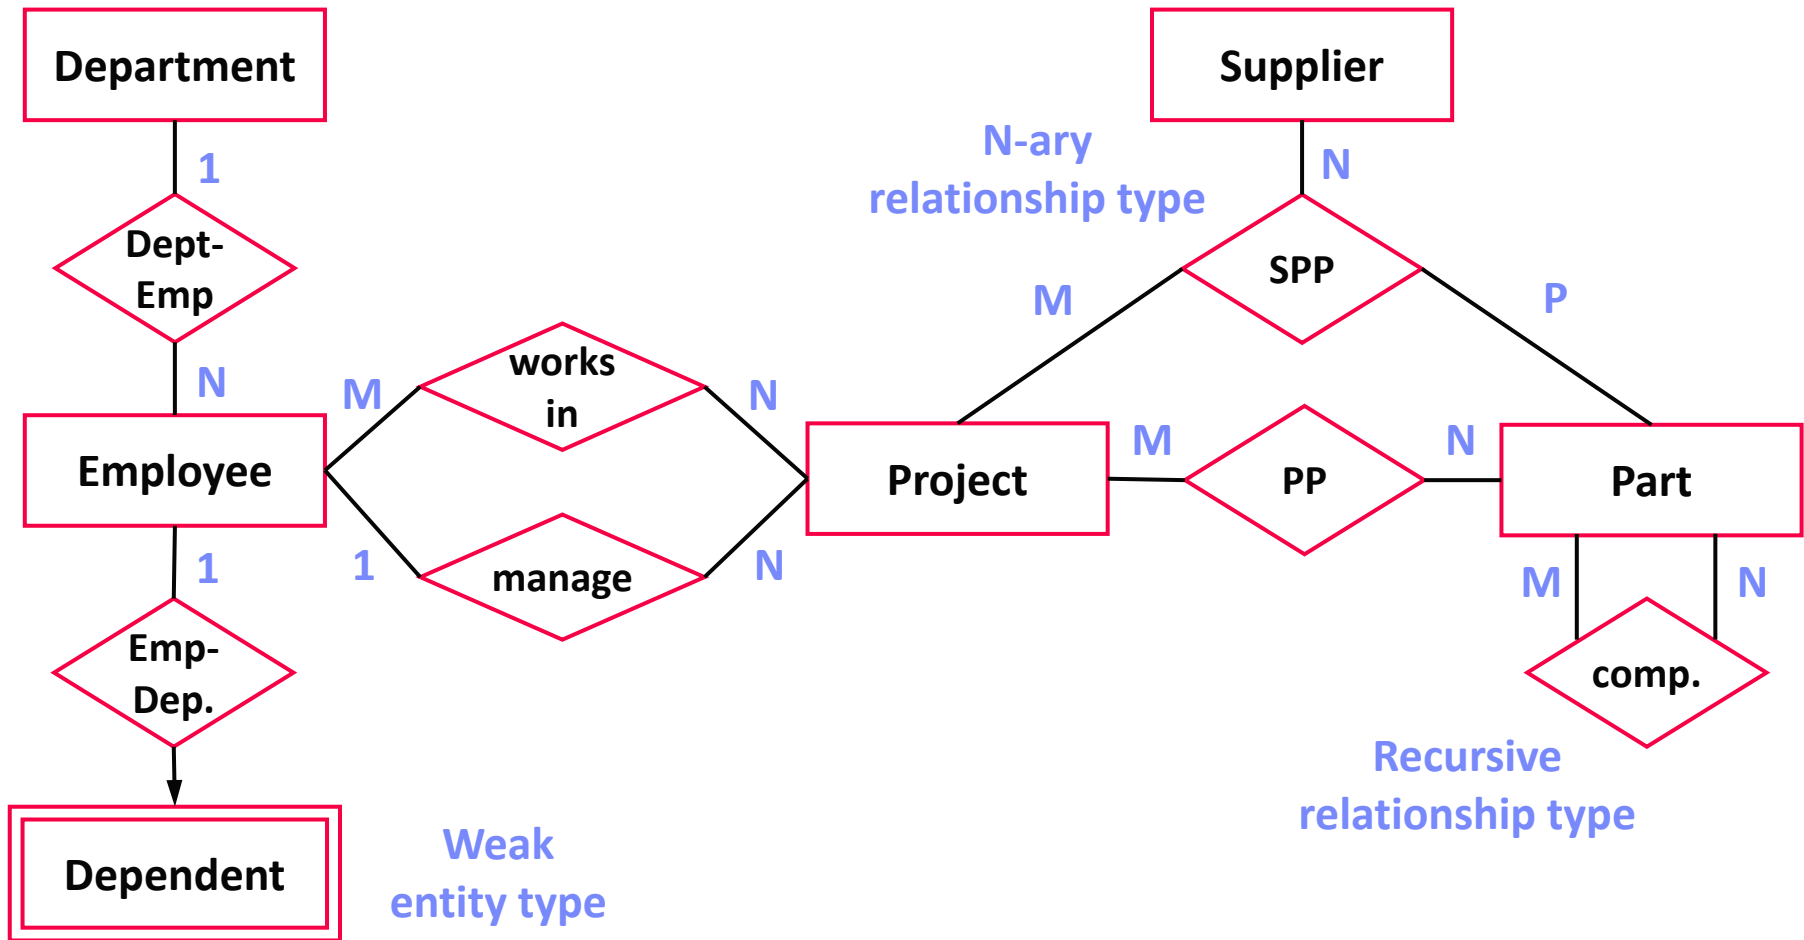 Department
Supplier
N-ary
relationship type
1
N
Dept-
Emp
SPP
M
P
works
in
N
M
N
Employee
Project
M
PP
N
Part
1
1
manage
N
M
N
Emp-
Dep.
comp.
Recursive
relationship type
Dependent
Weak
entity type